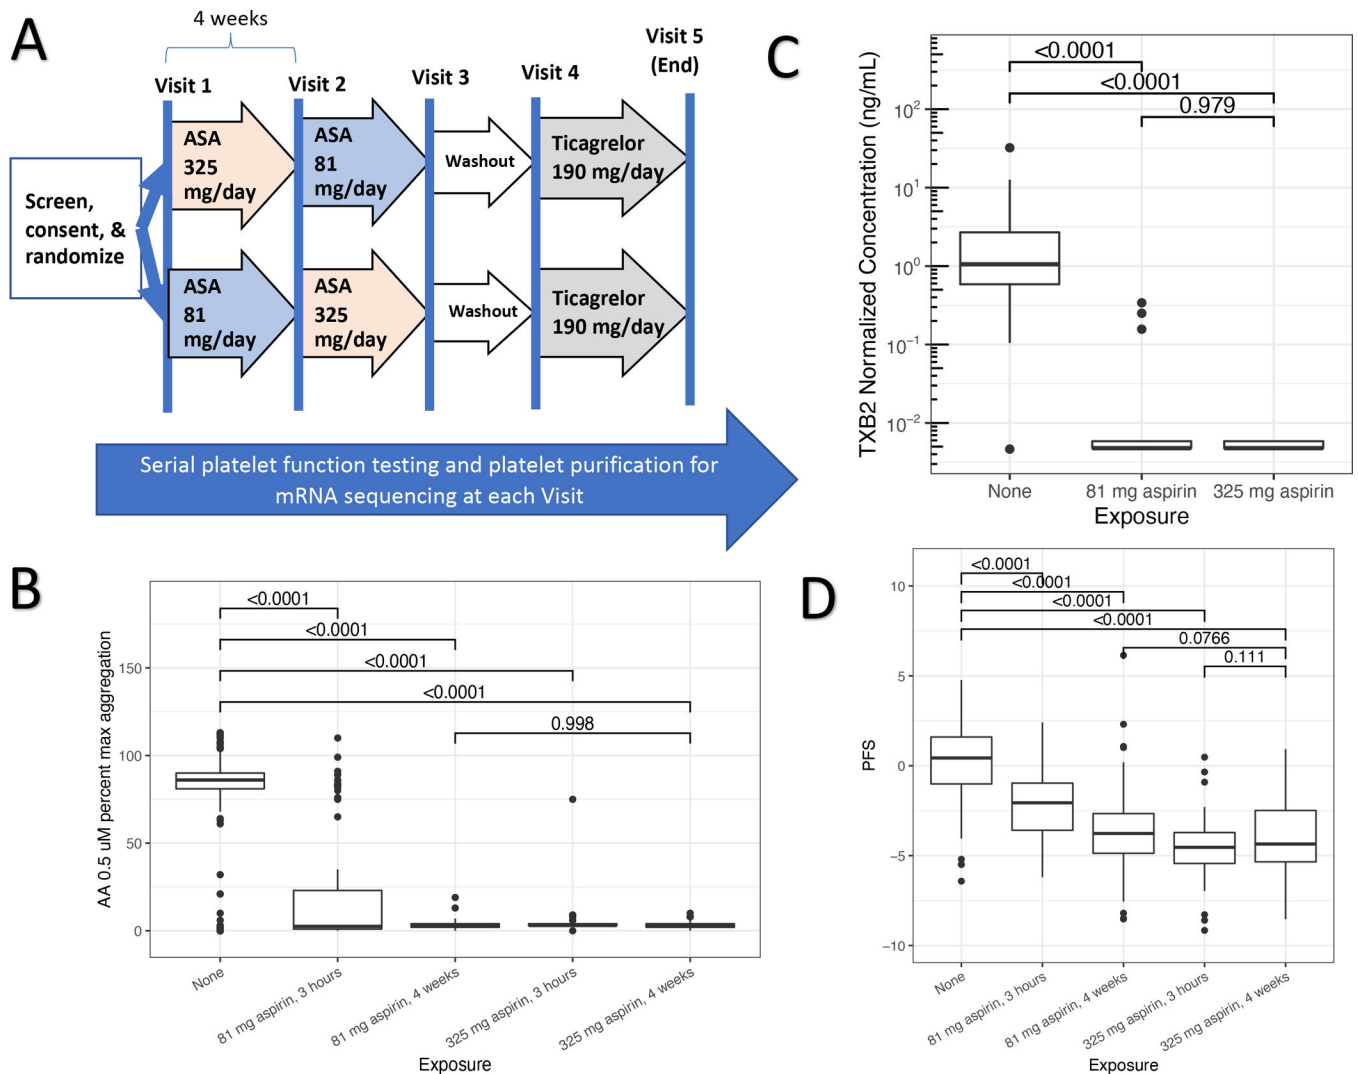 A
4 weeks
Visit 1
Visit 2
Visit 3
Visit 4
Visit 5
(End)
Screen,
consent, &
randomize
ASA
325
mg/day
ASA
81
mg/day
Washout
Ticagrelor
190 mg/day
ASA
81
mg/day
ASA
325
mg/day
Washout
Ticagrelor
190 mg/day
Serial platelet function testing and platelet purification for
mRNA sequencing at each Visit
B
AA 0.5 uM percent max aggregation
150
100
50
0
<0.0001
<0.0001
<0.0001
<0.0001
0.998
None
81 mg aspirin, 3 hours
81 mg aspirin, 4 weeks
325 mg aspirin, 3 hours
325 mg aspirin, 4 weeks
Exposure
C
TXB2 Normalized Concentration (ng/mL)
10²
10¹
10⁰
10⁻¹
10⁻²
<0.0001
<0.0001
0.979
None
81 mg aspirin
325 mg aspirin
Exposure
D
PFS
10
5
0
−5
−10
<0.0001
<0.0001
<0.0001
<0.0001
0.0766
0.111
None
81 mg aspirin, 3 hours
81 mg aspirin, 4 weeks
325 mg aspirin, 3 hours
325 mg aspirin, 4 weeks
Exposure